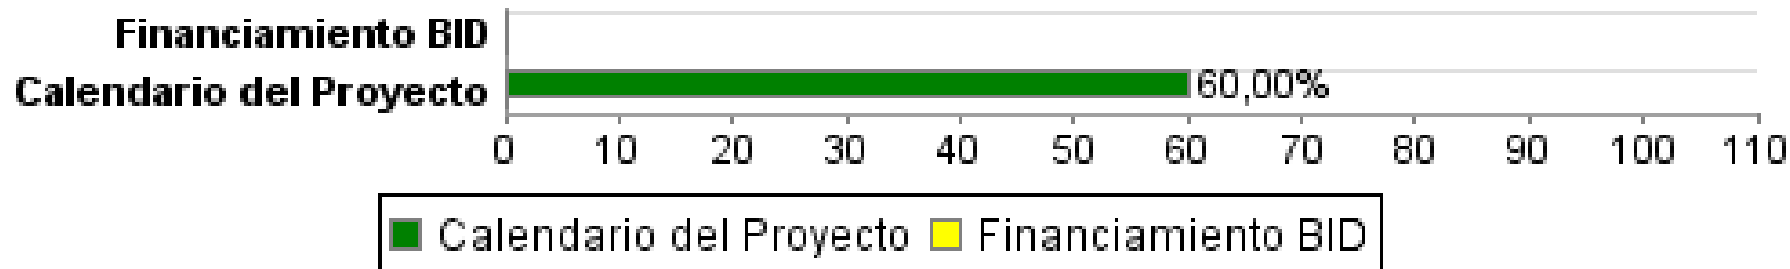 Financiamiento BID
Calendario del Proyecto 60,00%
0 10 20 30 40 50 60 70 80 90 100 110
Calendario del Proyecto Financiamiento BID